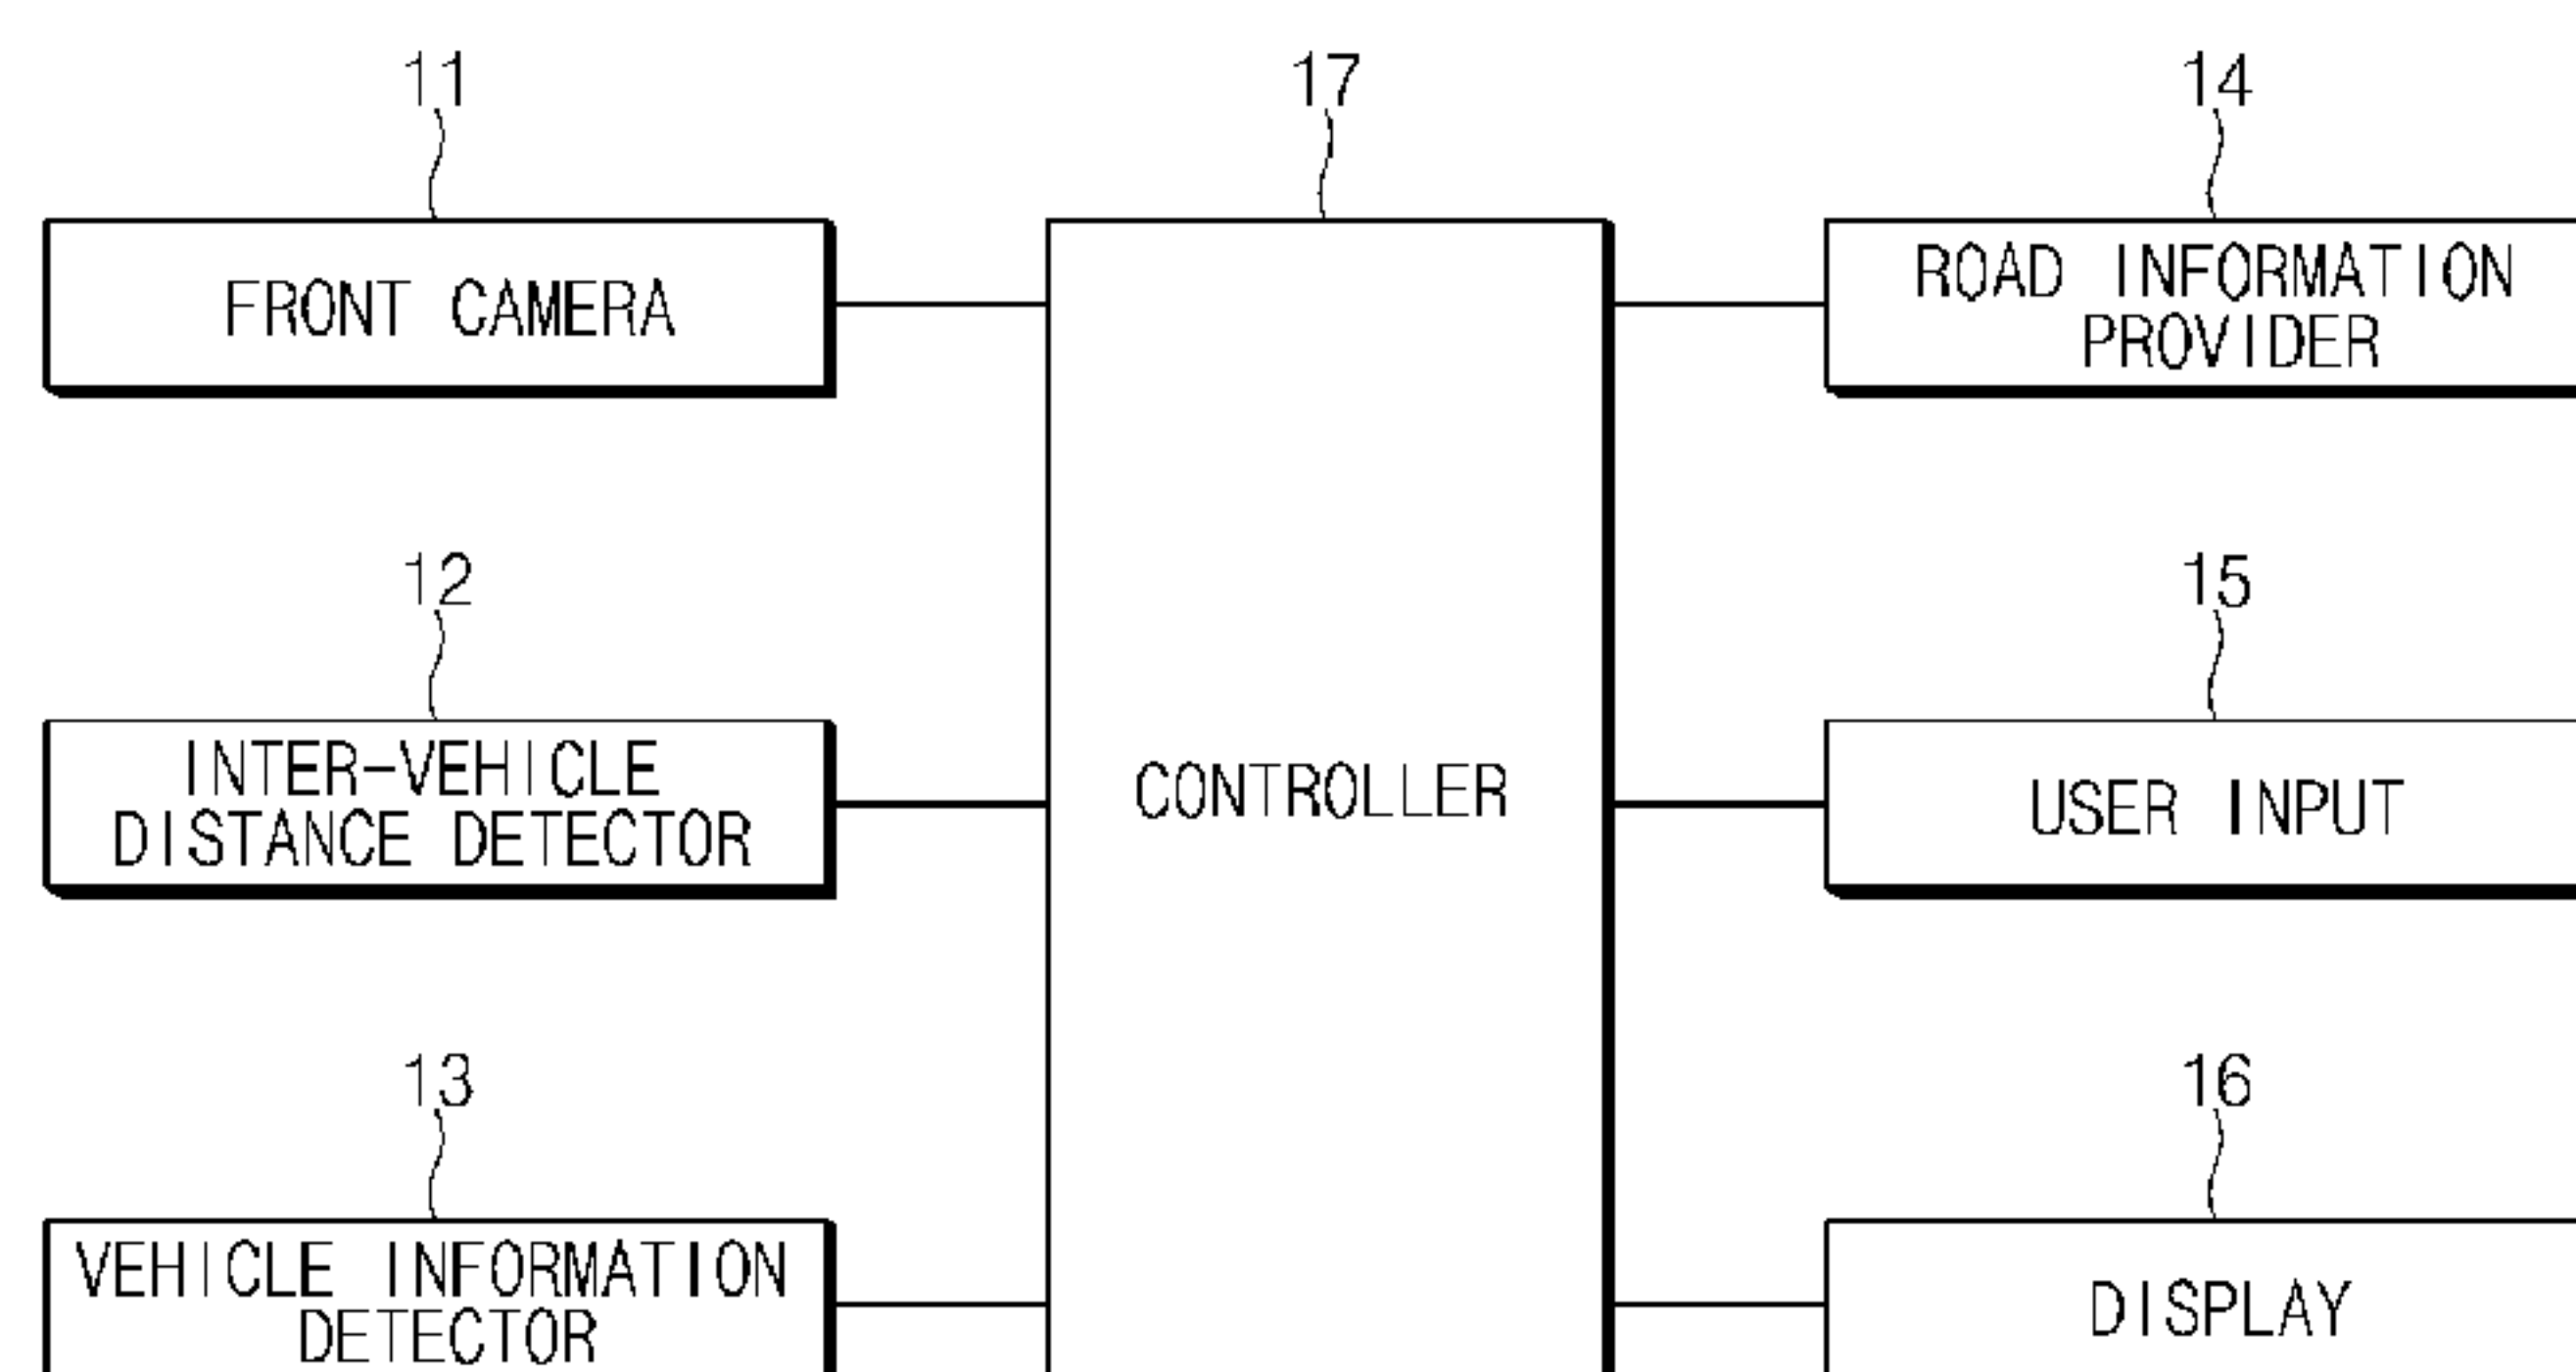 11
FRONT CAMERA
12
INTER-VEHICLE
DISTANCE DETECTOR
13
VEHICLE INFORMATION
DETECTOR
17
CONTROLLER
14
ROAD INFORMATION
PROVIDER
15
USER INPUT
16
DISPLAY